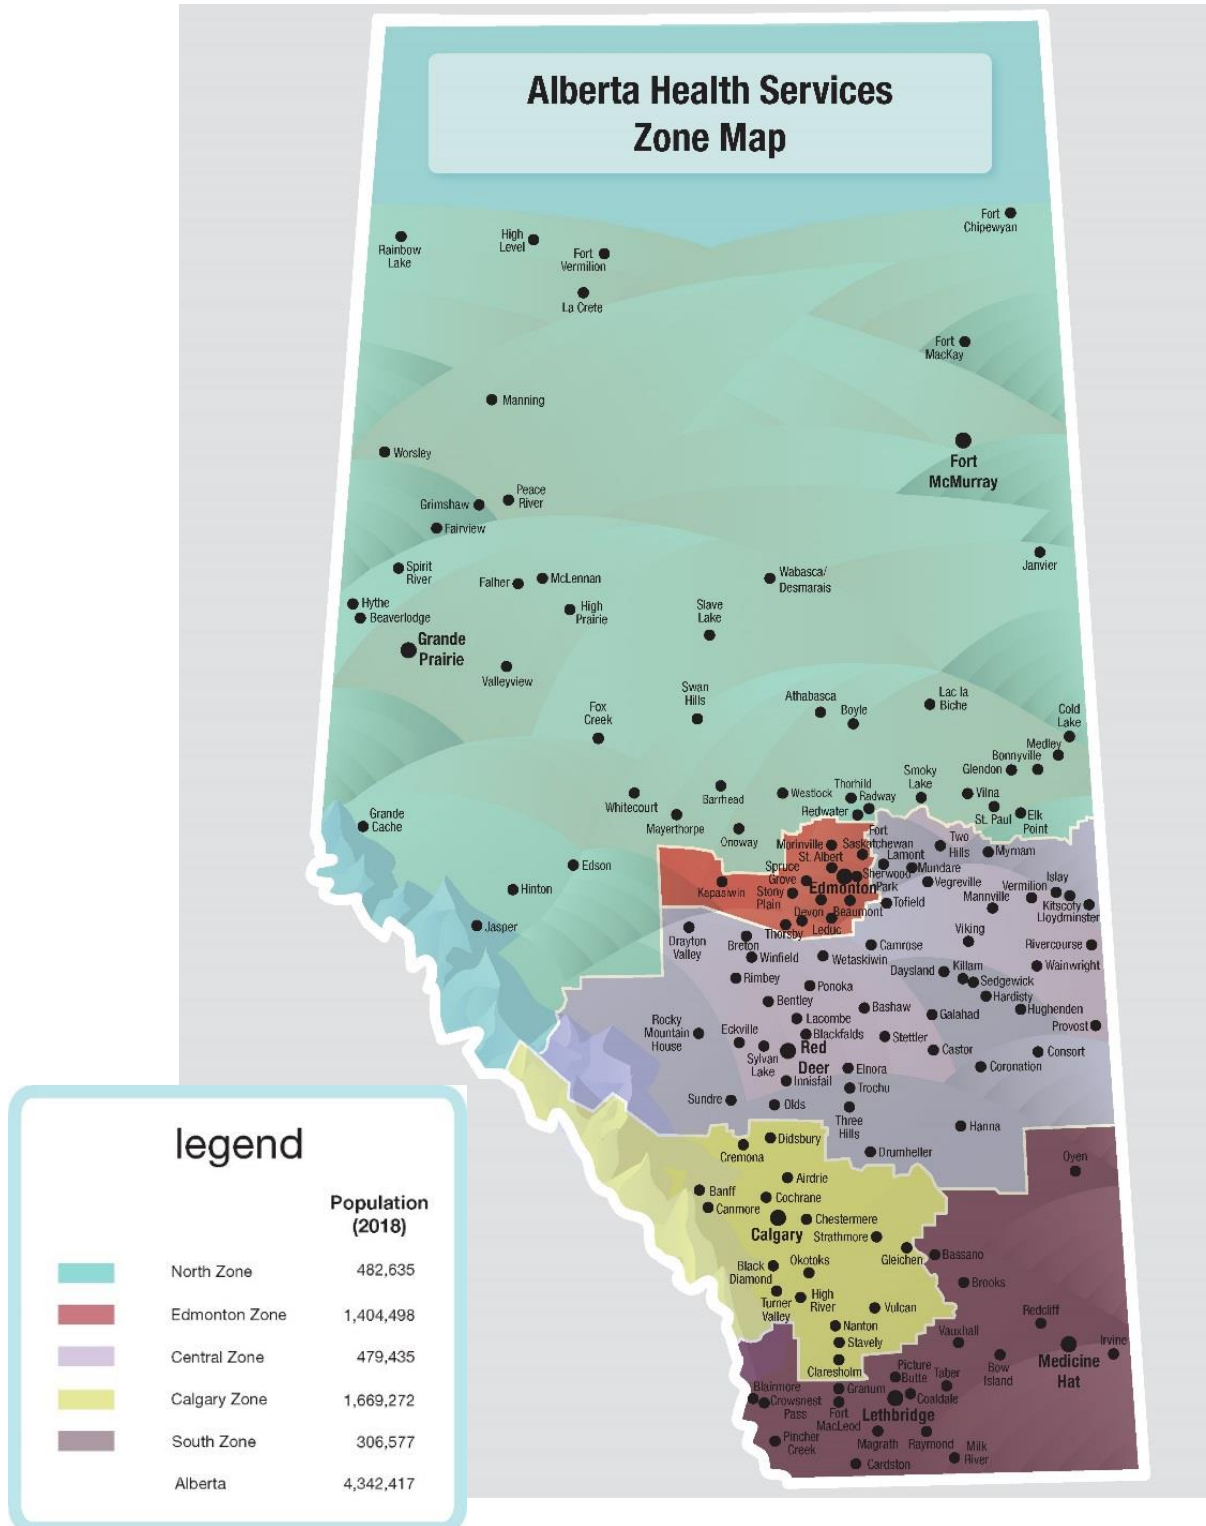 Alberta Health Services
Zone Map
Fort
Chipewyan
Rainbow
Lake
High
Level
Fort
Vermilion
La Crete
Fort
MacKay
Manning
Worsley
Fort
McMurray
Peace
River
Grimshaw
Fairview
Janvier
Spirit
River
Falher
McLennan
Wabasca/
Desmarais
Hythe
Beaverlodge
High
Prairie
Slave
Lake
Grande
Prairie
Valleyview
Swan
Hills
Athabasca
Boyle
Lac la
Biche
Fox
Creek
Cold
Lake
Medley
Bonnyville
Glendon
Whitecourt
Barrhead
Westlock
Thorhild
Radway
Redwater
Smoky
Lake
Vilna
St. Paul
Elk
Point
Mayerthorpe
Onoway
Grande
Cache
Edson
Hinton
Jasper
Morinville
Fort
Saskatchewan
St. Albert
Spruce
Grove
Stony
Plain
Kapasiwin
Edmonton
Sherwood
Park
Devon
Beaumont
Thorsby
Leduc
Lamont
Two
Hills
Myrnam
Mundare
Vegreville
Tofield
Mannville
Vermilion
Islay
Kitscoty
Lloydminster
Drayton
Valley
Breton
Winfield
Wetaskiwin
Camrose
Viking
Rivercourse
Daysland
Killam
Sedgewick
Wainwright
Rimbey
Ponoka
Hardisty
Hughenden
Bentley
Bashaw
Galahad
Provost
Rocky
Mountain
House
Eckville
Lacombe
Blackfalds
Stettler
Castor
Consort
Sylvan
Lake
Red
Deer
Elnora
Coronation
Innisfail
Trochu
Sundre
Olds
Three
Hills
Hanna
Didsbury
Cremona
Drumheller
Oyen
Airdrie
Banff
Cochrane
Canmore
Chestermere
Calgary
Strathmore
Gleichen
Bassano
Black
Diamond
Okotoks
Brooks
Turner
Valley
High
River
Vulcan
Redcliff
Nanton
Vauxhall
Stavely
Irvine
Medicine
Hat
Bow
Island
Claresholm
Picture
Butte
Taber
Blairmore
Crowsnest
Pass
Granum
Coaldale
Fort
MacLeod
Lethbridge
Pincher
Creek
Magrath
Raymond
Milk
River
Cardston
legend
Population
(2018)
North Zone 482,635
Edmonton Zone 1,404,498
Central Zone 479,435
Calgary Zone 1,669,272
South Zone 306,577
Alberta 4,342,417